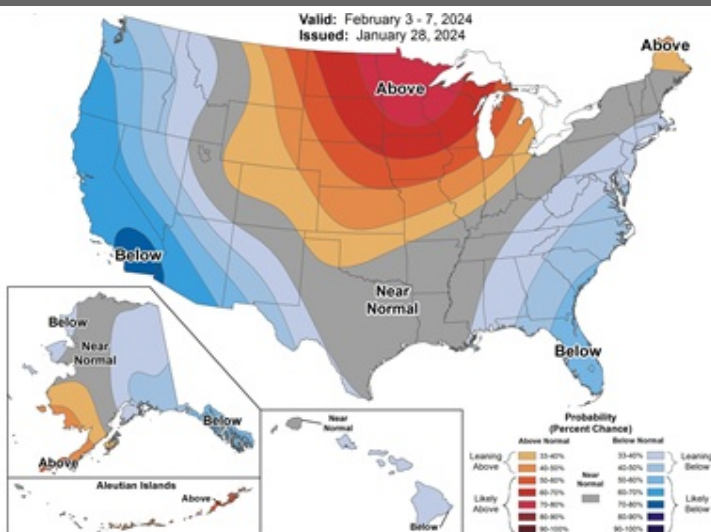 Valid: February 3 - 7, 2024
Issued: January 28, 2024
Above
Above
Below
Near
Normal
Below
Below
Near
Normal
Below
Above
Aleutian Islands
Above
Near
Normal
Below
Probability
(Percent Chance)
Above Normal
Below Normal
Leaning
Above
33-40%
40-50%
50-60%
60-70%
70-80%
80-90%
90-100%
Likely
Above
Near
Normal
33-40%
40-50%
50-60%
60-70%
70-80%
80-90%
90-100%
Leaning
Below
Likely
Below